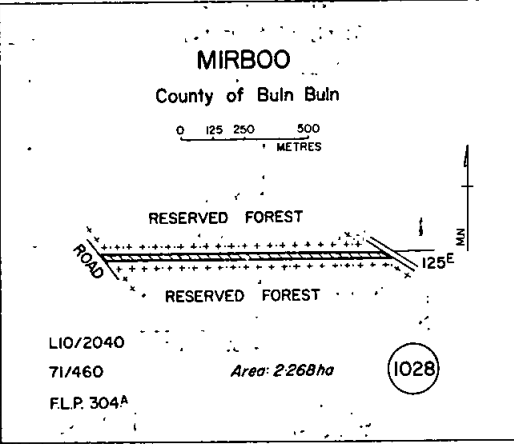 MIRBOO
County of Buln Buln
0 125 250 500
METRES
M.N
RESERVED FOREST
ROAD
125E
RESERVED FOREST
L10/2040
71/460
Area: 2·268ha
1028
F.L.P. 304A